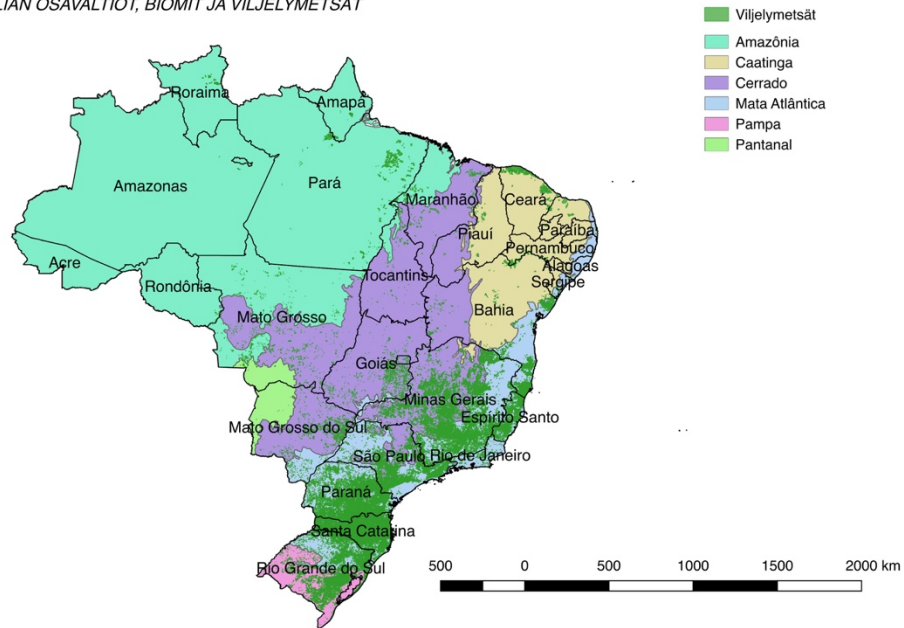 LIAN OSAVALTIOT, BIOMIT JA VILJELYMETSÄT
Viljelymetsät
Amazônia
Caatinga
Cerrado
Mata Atlântica
Pampa
Pantanal
Roraima
Amapá
Amazonas
Pará
Maranhão
Ceará
Piauí
Paraíba
Pernambuco
Acre
Rondônia
Tocantins
Alagoas
Sergipe
Mato Grosso
Bahia
Goiás
Minas Gerais
Espírito Santo
Mato Grosso do Sul
São Paulo
Rio de Janeiro
Paraná
Santa Catarina
Rio Grande do Sul
500 0 500 1000 1500 2000 km